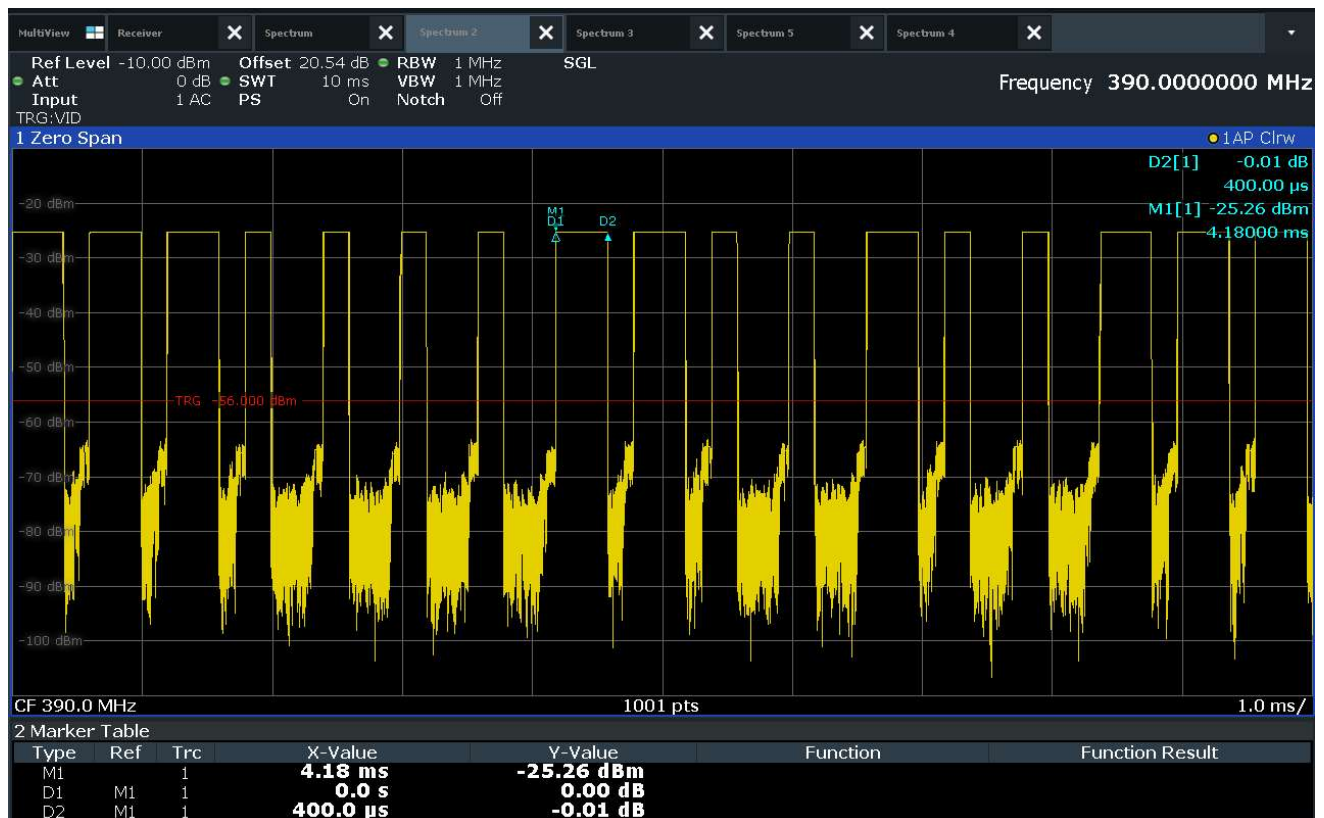 MultiView Receiver Spectrum Spectrum 2 Spectrum 3 Spectrum 5 Spectrum 4
Ref Level -10.00 dBm Offset 20.54 dB RBW 1 MHz SGL
Att 0 dB SWT 10 ms VBW 1 MHz
Frequency 390.0000000 MHz
Input 1 AC PS On Notch Off
TRG:VID
1 Zero Span 1AP Clrw
D2[1] -0.01 dB
400.00 µs
-20 dBm
M1[1] -25.26 dBm
M1
D1 D2
4.18000 ms
-30 dBm
-40 dBm
-50 dBm
TRG -56.000 dBm
-60 dBm
-70 dBm
-80 dBm
-90 dBm
-100 dBm
CF 390.0 MHz 1001 pts 1.0 ms/
2 Marker Table
Type Ref Trc X-Value Y-Value Function Function Result
M1 1 4.18 ms -25.26 dBm
D1 M1 1 0.0 s 0.00 dB
D2 M1 1 400.0 µs -0.01 dB